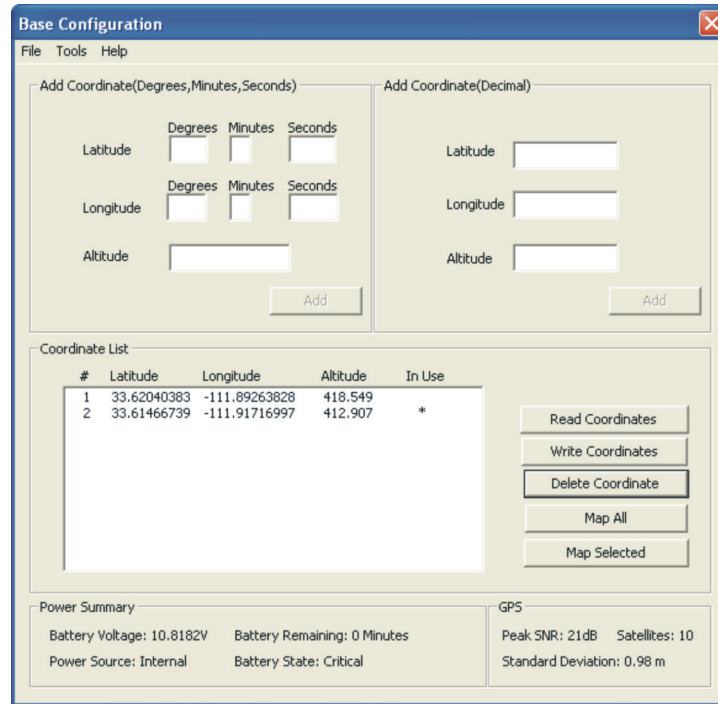 Base Configuration
File Tools Help
Add Coordinate(Degrees,Minutes,Seconds)
Degrees Minutes Seconds
Latitude
Degrees Minutes Seconds
Longitude
Altitude
Add
Add Coordinate(Decimal)
Latitude
Longitude
Altitude
Add
Coordinate List
# Latitude Longitude Altitude In Use
1 33.62040383 -111.89263828 418.549
2 33.61466739 -111.91716997 412.907 *
Read Coordinates
Write Coordinates
Delete Coordinate
Map All
Map Selected
Power Summary
Battery Voltage: 10.8182V Battery Remaining: 0 Minutes
Power Source: Internal Battery State: Critical
GPS
Peak SNR: 21dB Satellites: 10
Standard Deviation: 0.98 m